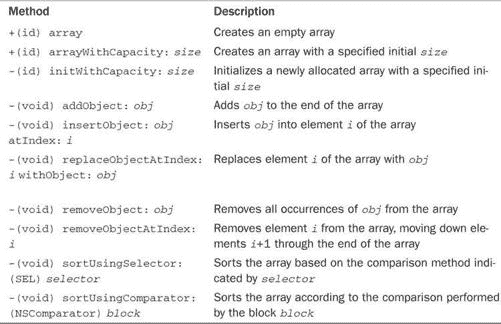 Method Description
+(id) array Creates an empty array
+(id) arrayWithCapacity: size Creates an array with a specified initial size
-(id) initWithCapacity: size Initializes a newly allocated array with a specified ini-
tial size
-(void) addObject: obj Adds obj to the end of the array
-(void) insertObject: obj Inserts obj into element i of the array
atIndex: i
-(void) replaceObjectAtIndex: Replaces element i of the array with obj
i withObject: obj
-(void) removeObject: obj Removes all occurrences of obj from the array
-(void) removeObjectAtIndex: Removes element i from the array, moving down ele-
i ments i+1 through the end of the array
-(void) sortUsingSelector: Sorts the array based on the comparison method indi-
(SEL) selector cated by selector
-(void) sortUsingComparator: Sorts the array according to the comparison performed
(NSComparator) block by the block block